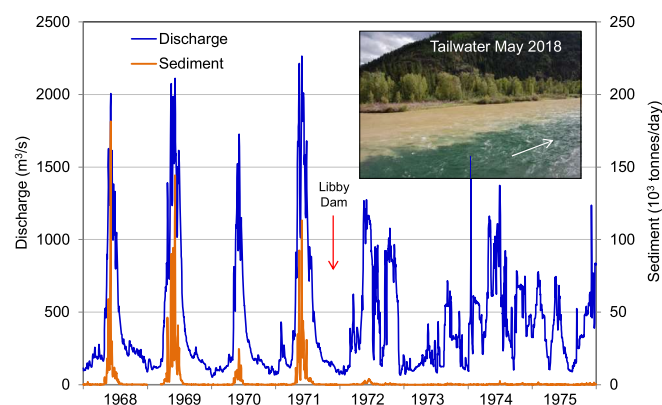 2500
2000
1500
1000
500
0
Discharge (m³/s)
Discharge
Sediment
Tailwater May 2018
Libby
Dam
250
200
150
100
50
0
Sediment (10³ tonnes/day)
1968 1969 1970 1971 1972 1973 1974 1975